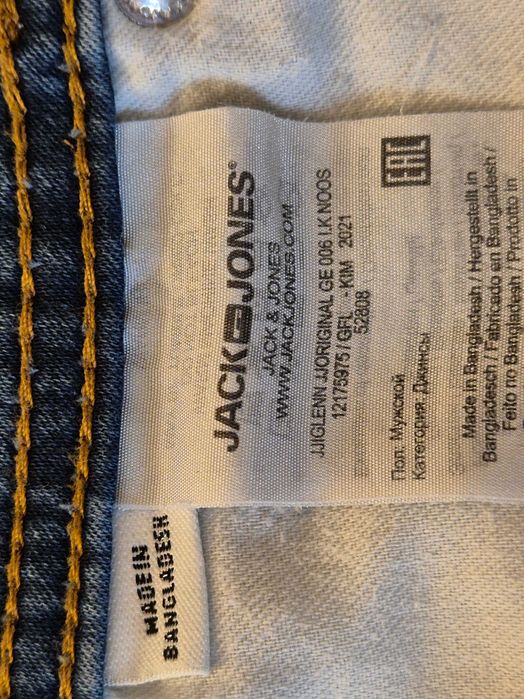 JACK & JONES®
JACK & JONES
WWW.JACKJONES.COM
JJIGLENN JJORIGINAL GE 006 I.K NOOS
12175975 / GFL - KIM 2021
52808
EAC
Пол: Мужской
Категория: Джинсы
Made in Bangladesh / Hergestellt in
Bangladesch / Fabricado en Bangladesh /
Feito no Bangladesh / Prodotto in
MADE IN
BANGLADESH